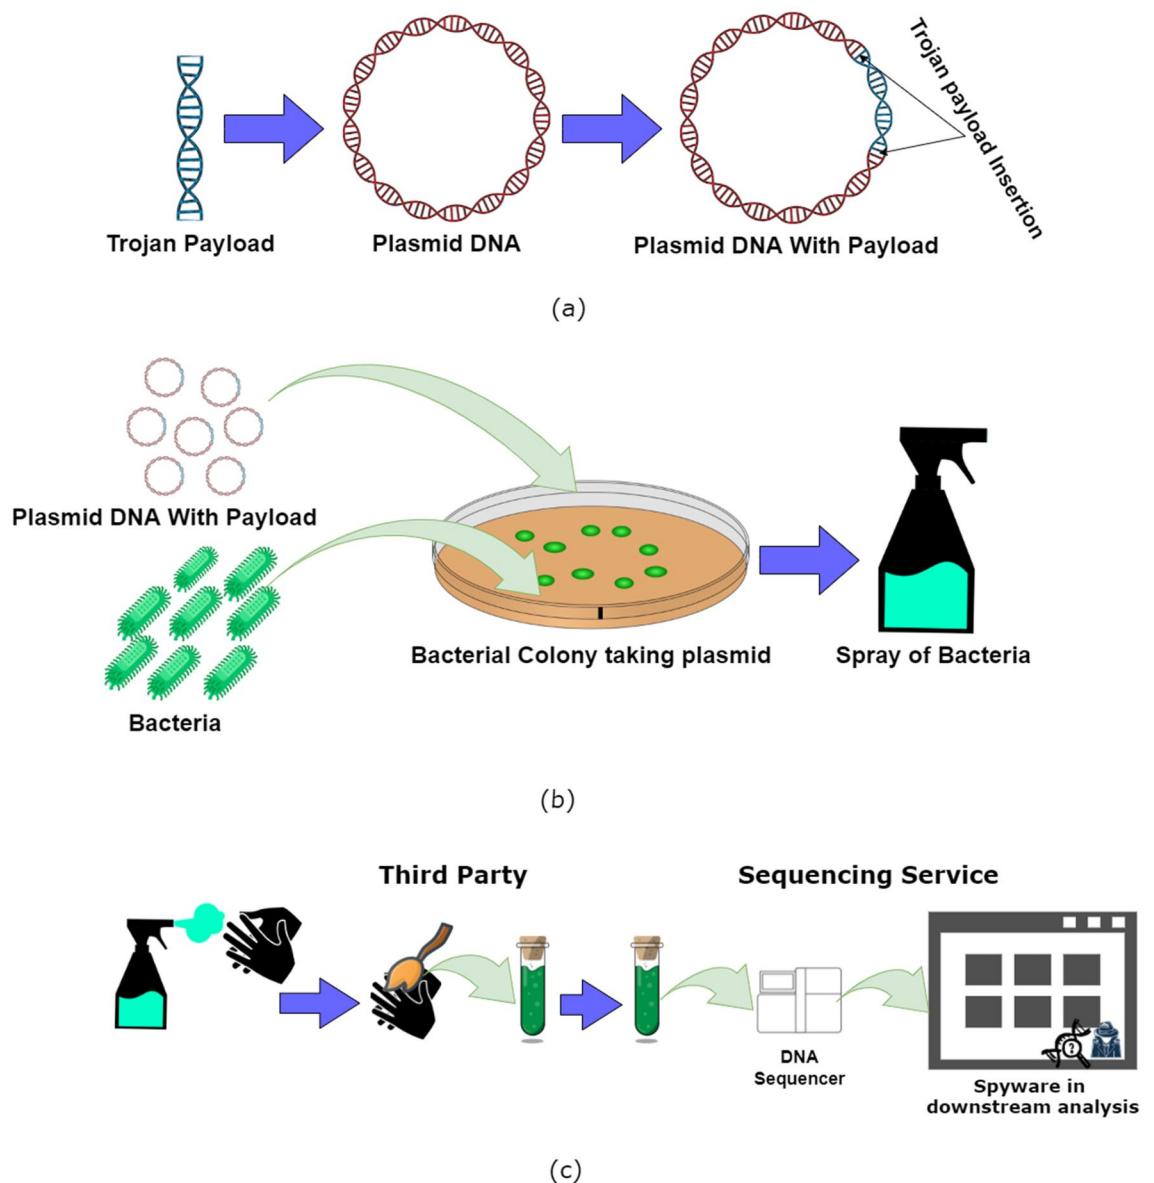 Trojan payload Insertion
Trojan Payload
Plasmid DNA
Plasmid DNA With Payload
(a)
Plasmid DNA With Payload
Bacteria
Bacterial Colony taking plasmid
Spray of Bacteria
(b)
Third Party
Sequencing Service
DNA
Sequencer
?
Spyware in
downstream analysis
(c)